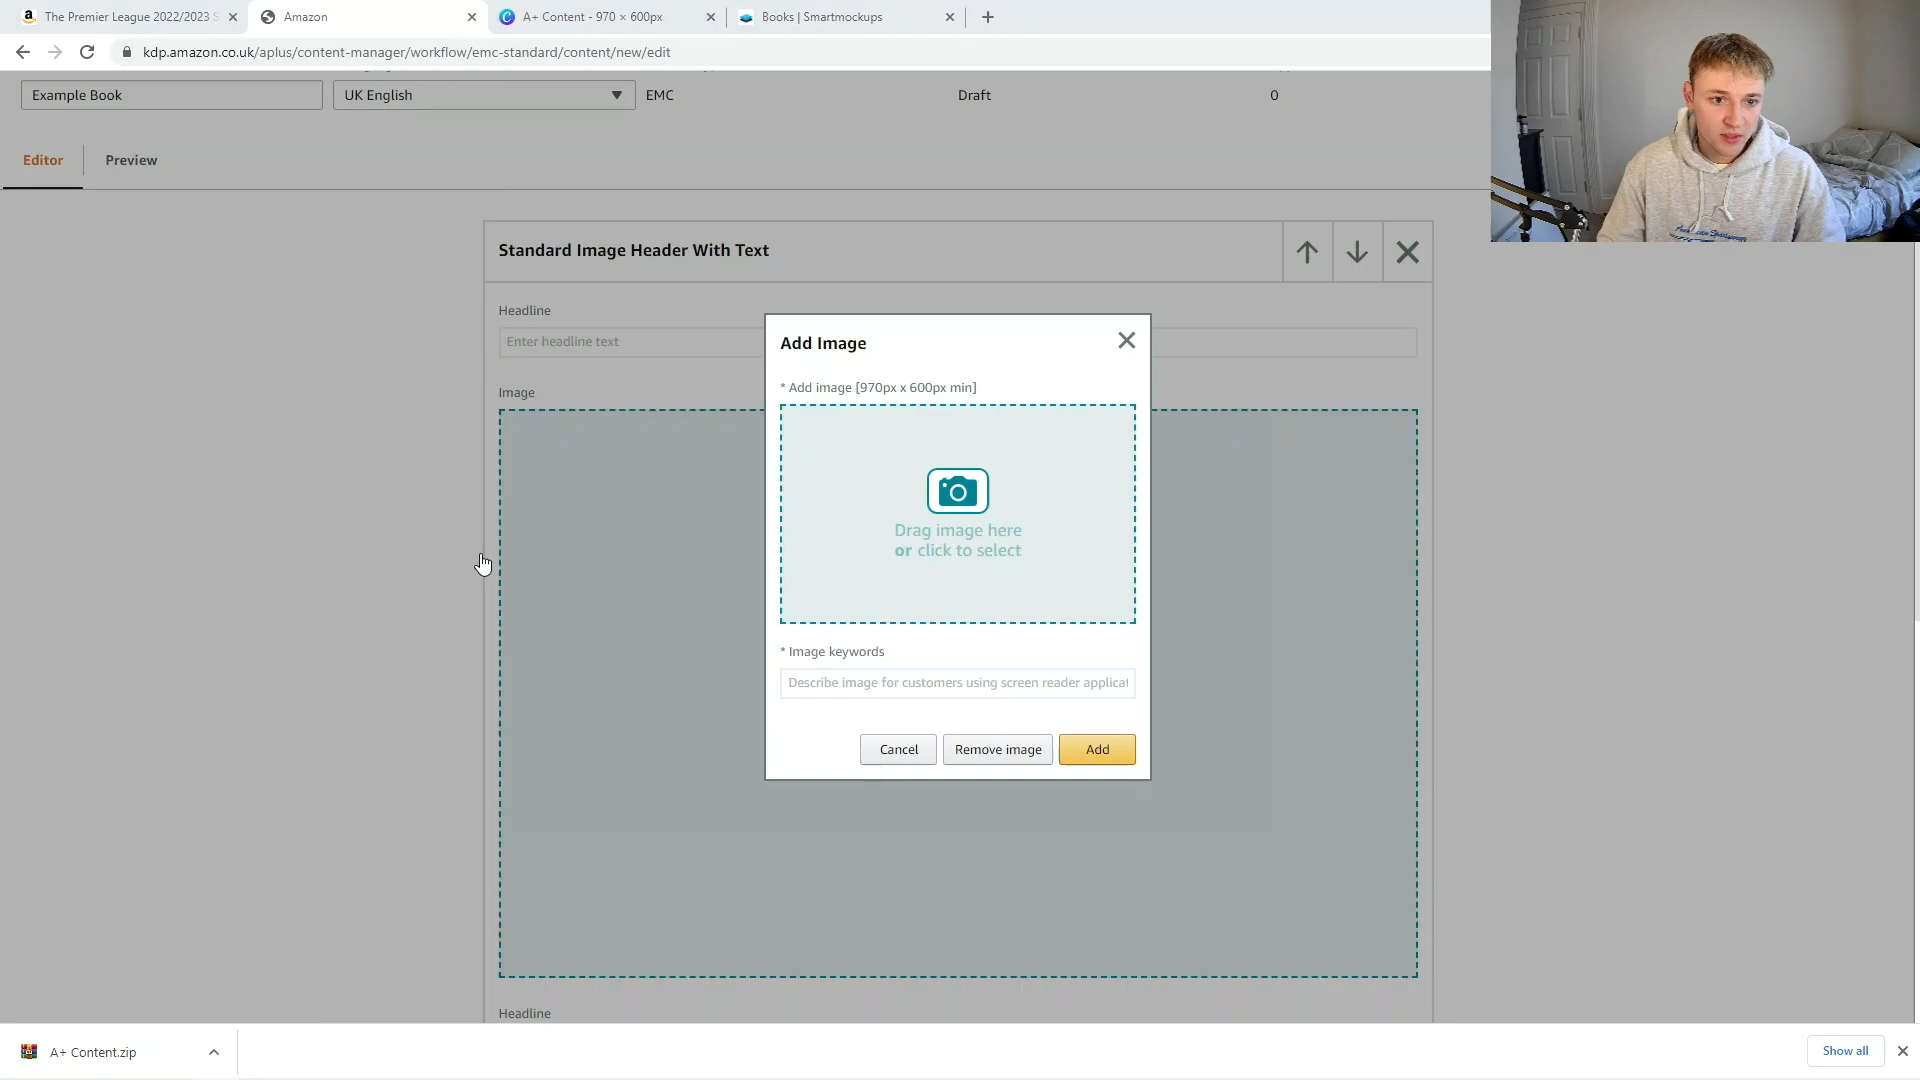 The Premier League 2022/2023 S
Amazon
A+ Content - 970 × 600px
Books | Smartmockups
kdp.amazon.co.uk/aplus/content-manager/workflow/emc-standard/content/new/edit
Example Book
UK English
EMC
Draft
0
Editor
Preview
Standard Image Header With Text
Headline
Enter headline text
Image
Add Image
* Add image [970px x 600px min]
Drag image here
or click to select
* Image keywords
Describe image for customers using screen reader applicat
Cancel
Remove image
Add
Headline
A+ Content.zip
Show all